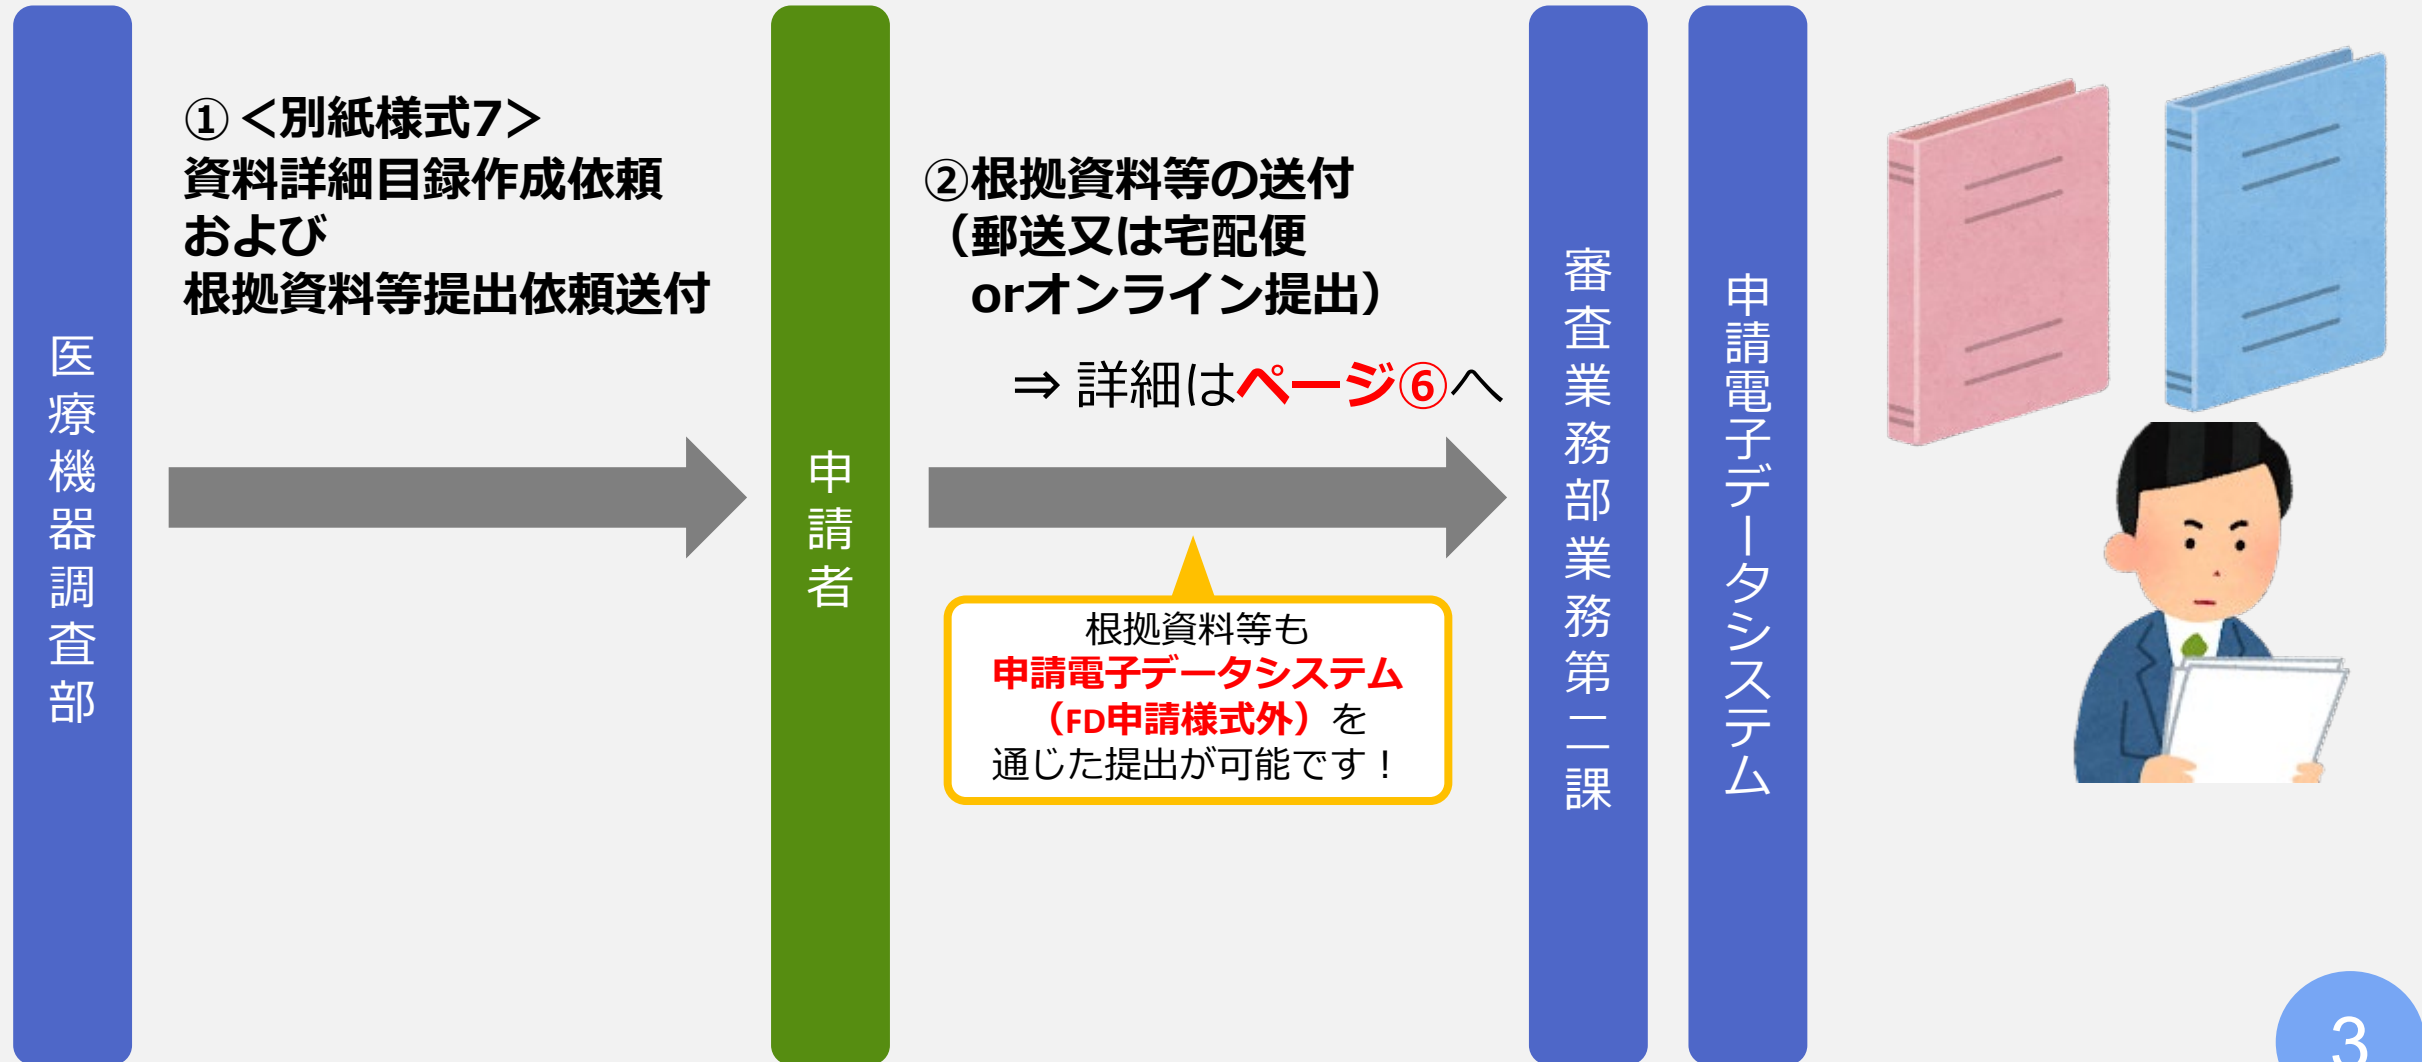 医療機器調査部
①<別紙様式7>
資料詳細目録作成依頼
および
根拠資料等提出依頼送付
申請者
②根拠資料等の送付
（郵送又は宅配便
orオンライン提出）
⇒ 詳細はページ⑥へ
根拠資料等も
申請電子データシステム
（FD申請様式外）を
通じた提出が可能です！
審査業務部業務第二課
申請電子データシステム
3